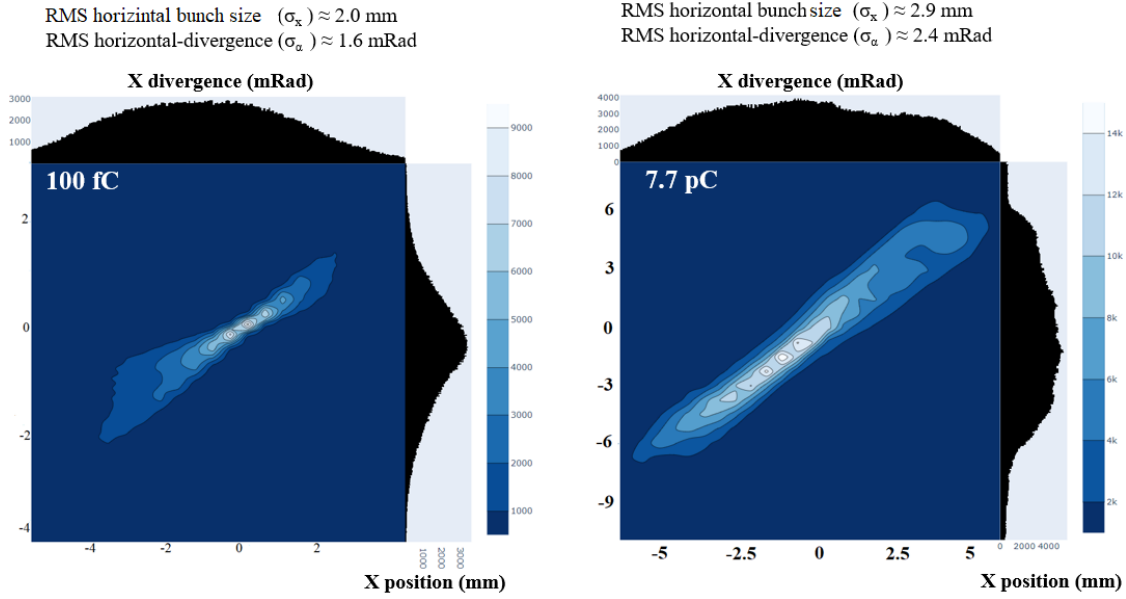 RMS horizintal bunch size (σx) ≈ 2.0 mm
RMS horizontal-divergence (σα) ≈ 1.6 mRad
X divergence (mRad)
3000
2000
1000
100 fC
2
0
-2
-4
-4 -2 0 2
1000 2000 3000
X position (mm)
9000
8000
7000
6000
5000
4000
3000
2000
1000
RMS horizontal bunch size (σx) ≈ 2.9 mm
RMS horizontal-divergence (σα) ≈ 2.4 mRad
X divergence (mRad)
4000
3000
2000
1000
0
7.7 pC
6
3
0
-3
-6
-9
-5 -2.5 0 2.5 5
0 2000 4000
X position (mm)
14k
12k
10k
8k
6k
4k
2k